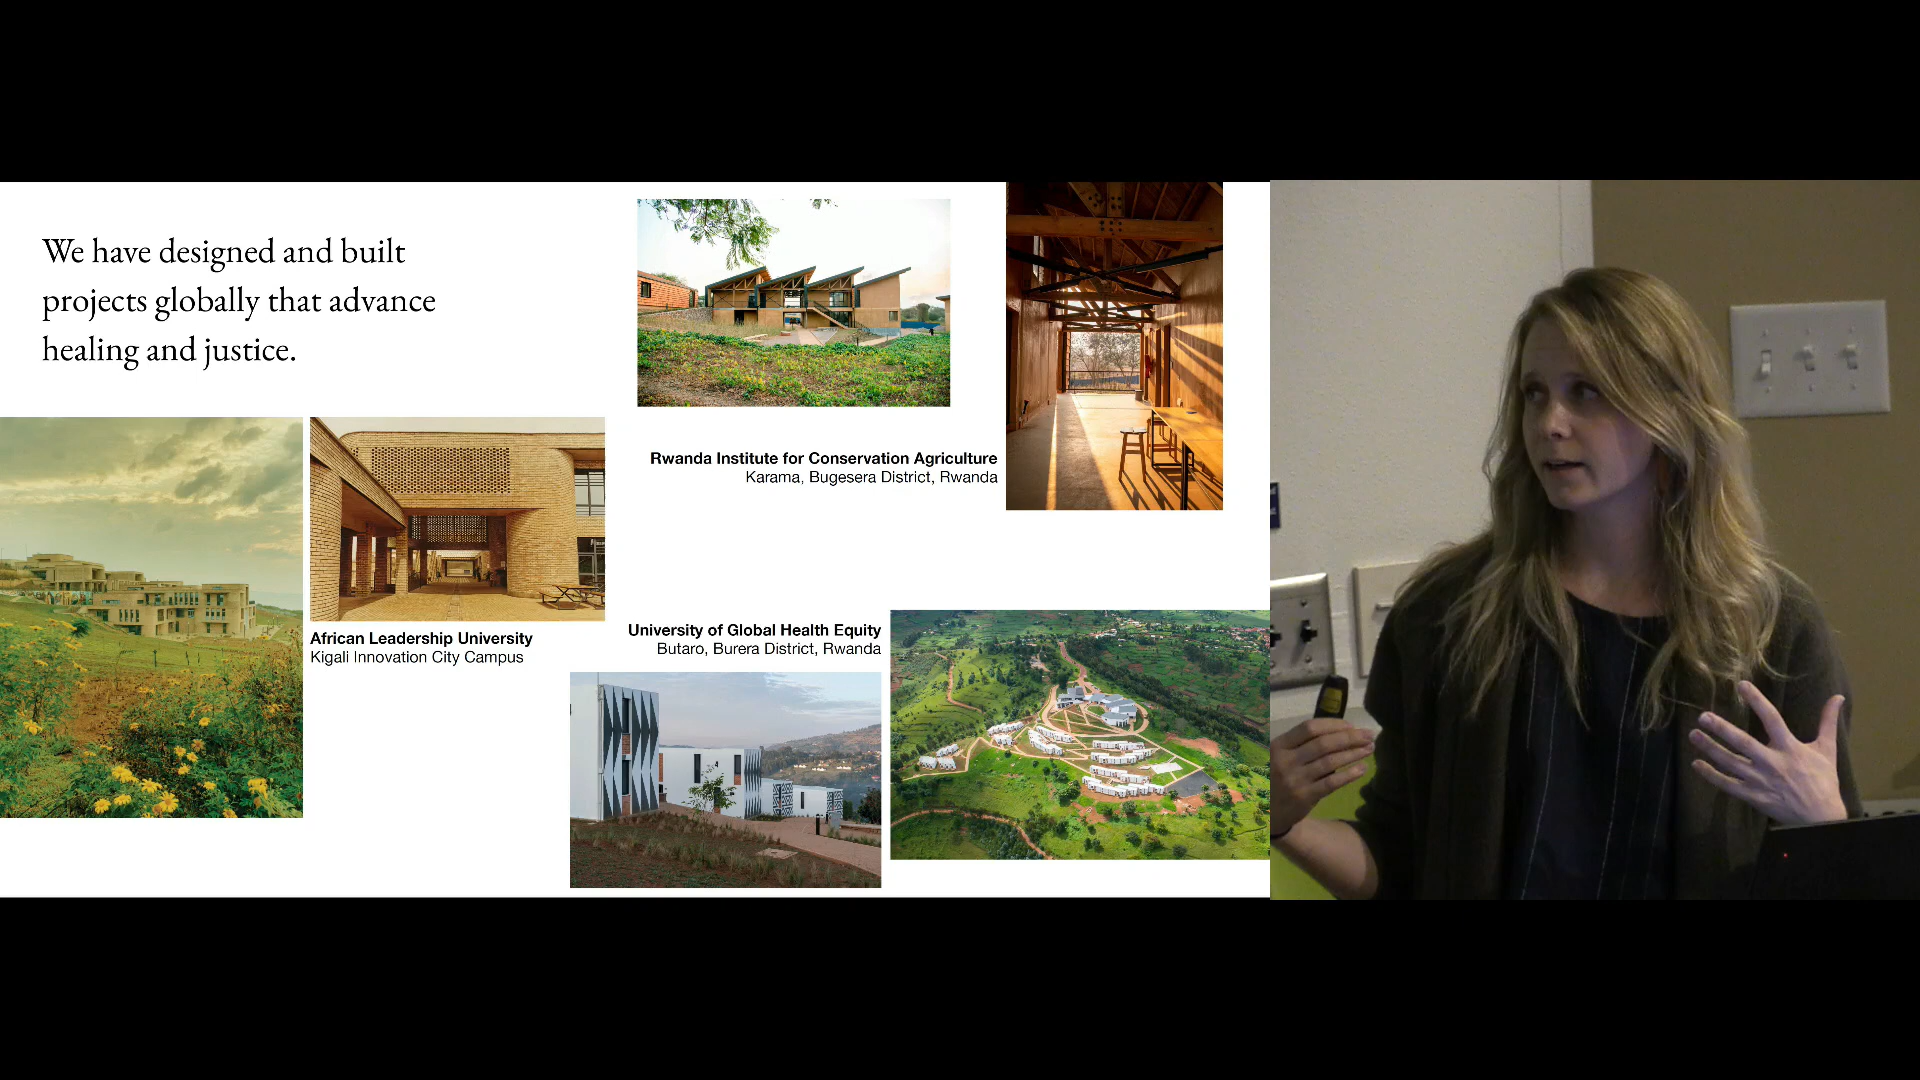 We have designed and built
projects globally that advance
healing and justice.
Rwanda Institute for Conservation Agriculture
Karama, Bugesera District, Rwanda
African Leadership University
Kigali Innovation City Campus
University of Global Health Equity
Butaro, Burera District, Rwanda
4